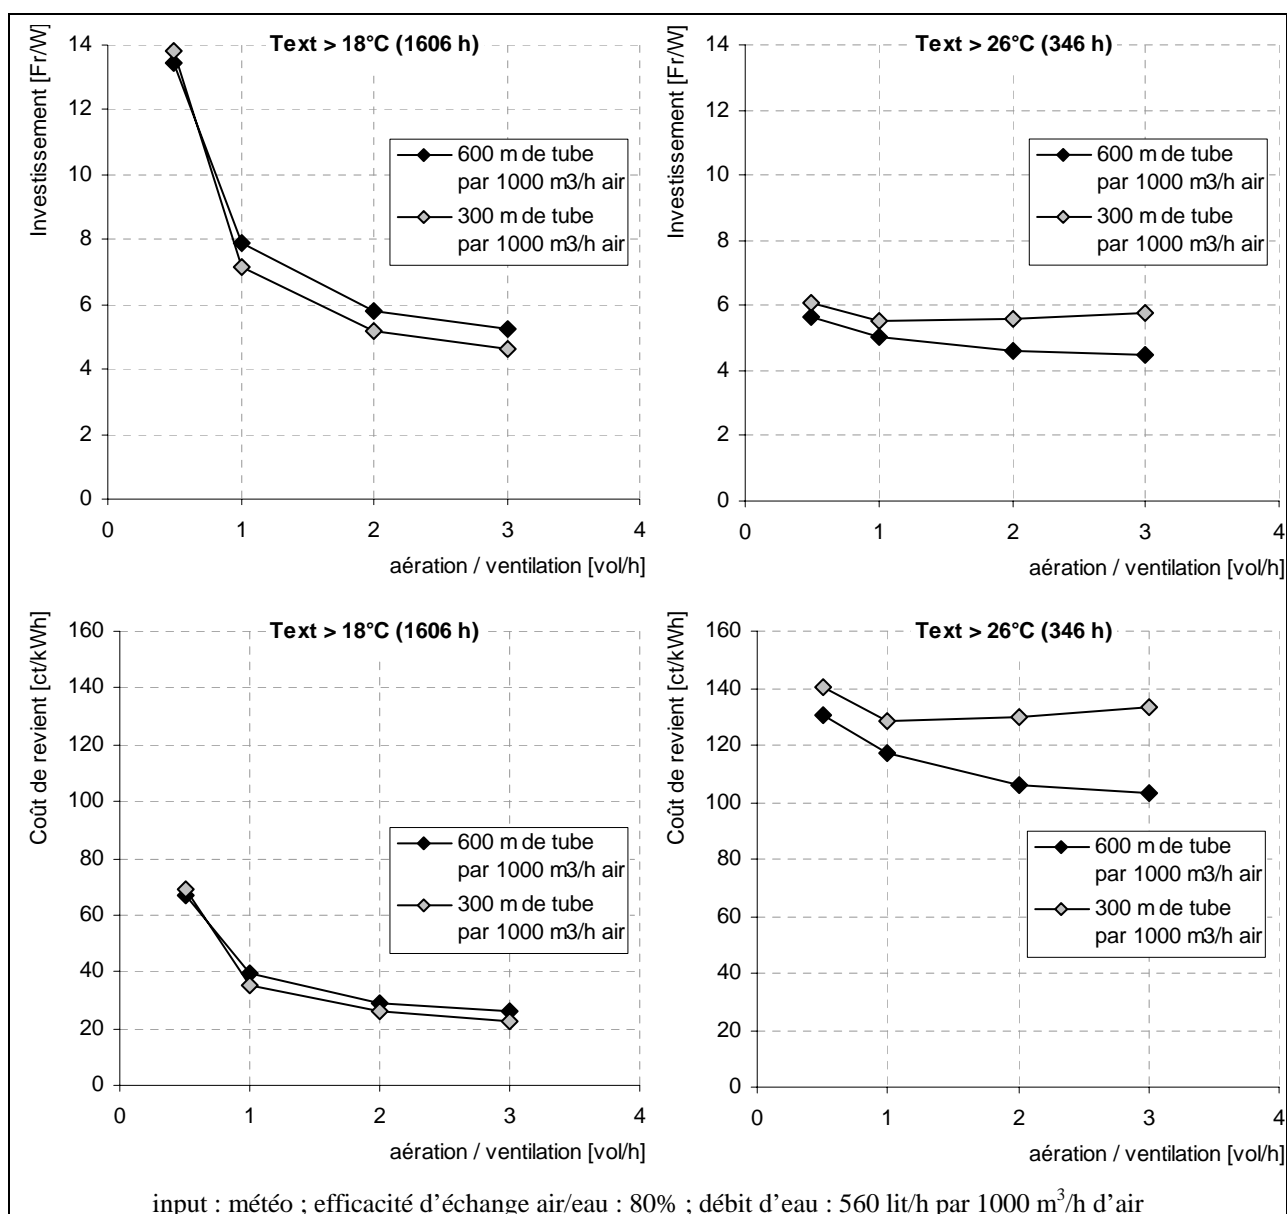 Text > 18°C (1606 h)
Investissement [Fr/W]
14
12
10
8
6
4
2
0
0 1 2 3 4
aération / ventilation [vol/h]
600 m de tube
par 1000 m3/h air
300 m de tube
par 1000 m3/h air
Text > 26°C (346 h)
Investissement [Fr/W]
14
12
10
8
6
4
2
0
0 1 2 3 4
aération / ventilation [vol/h]
600 m de tube
par 1000 m3/h air
300 m de tube
par 1000 m3/h air
Text > 18°C (1606 h)
Coût de revient [ct/kWh]
160
140
120
100
80
60
40
20
0
0 1 2 3 4
aération / ventilation [vol/h]
600 m de tube
par 1000 m3/h air
300 m de tube
par 1000 m3/h air
Text > 26°C (346 h)
Coût de revient [ct/kWh]
160
140
120
100
80
60
40
20
0
0 1 2 3 4
aération / ventilation [vol/h]
600 m de tube
par 1000 m3/h air
300 m de tube
par 1000 m3/h air
input : météo ; efficacité d’échange air/eau : 80% ; débit d’eau : 560 lit/h par 1000 m³/h d’air